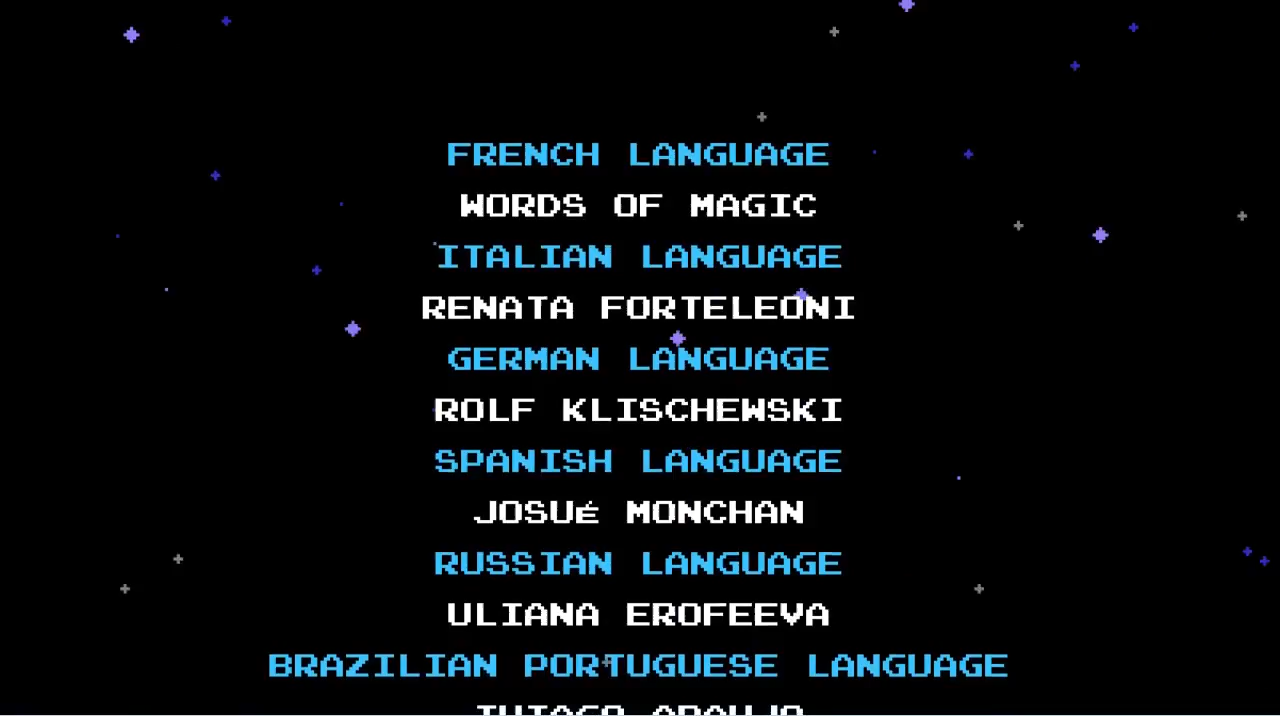 FRENCH LANGUAGE
WORDS OF MAGIC
ITALIAN LANGUAGE
RENATA FORTELEONI
GERMAN LANGUAGE
ROLF KLISCHEWSKI
SPANISH LANGUAGE
JOSUé MONCHAN
RUSSIAN LANGUAGE
ULIANA EROFEEVA
BRAZILIAN PORTUGUESE LANGUAGE